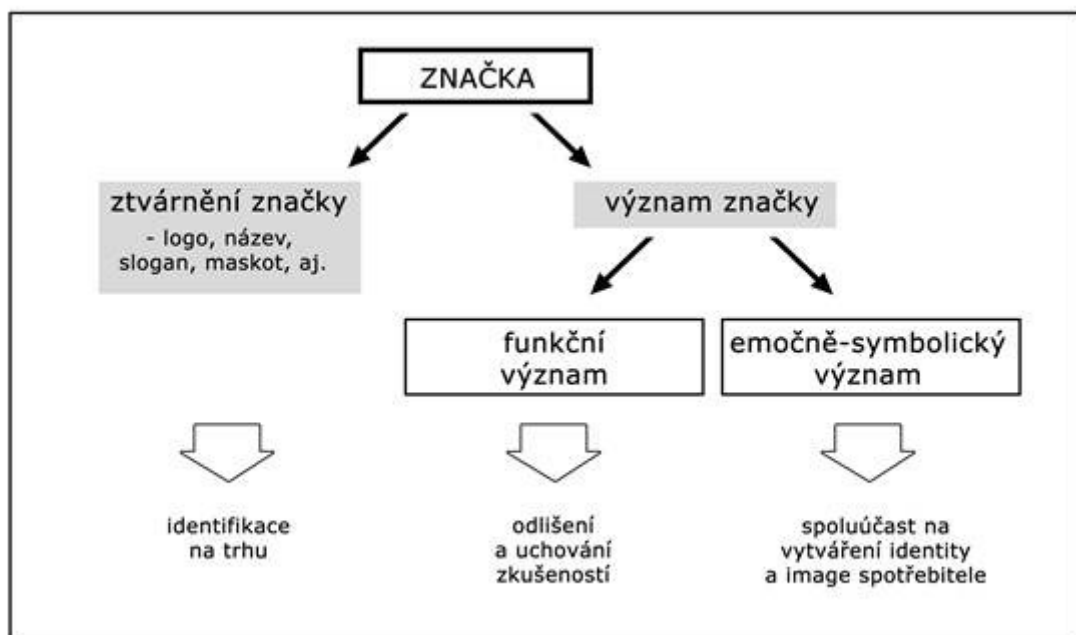 ZNAČKA
ztvárnění značky
- logo, název,
slogan, maskot, aj.
význam značky
funkční
význam
emočně-symbolický
význam
identifikace
na trhu
odlišení
a uchování
zkušeností
spoluúčast na
vytváření identity
a image spotřebitele